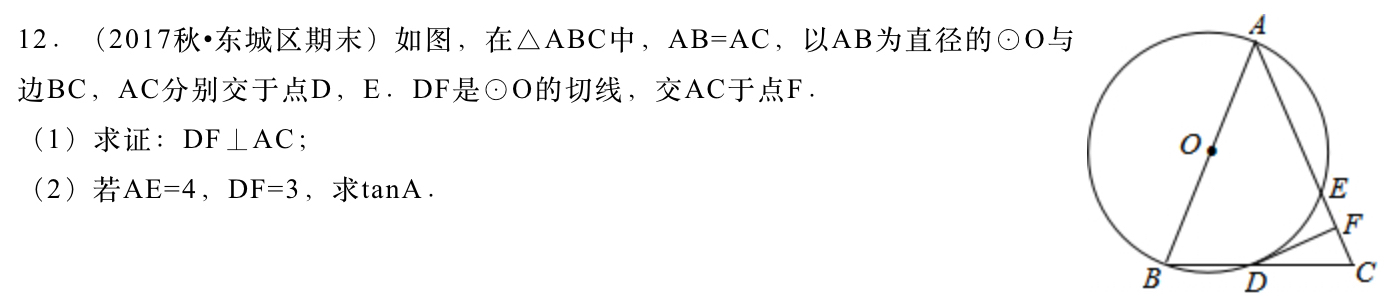 12. （2017秋•东城区期末）如图，在△ABC中，AB=AC，以AB为直径的⊙O与
边BC，AC分别交于点D，E．DF是⊙O的切线，交AC于点F．
（1）求证：DF⊥AC；
（2）若AE=4，DF=3，求tanA．
A
O
E
F
B
D
C